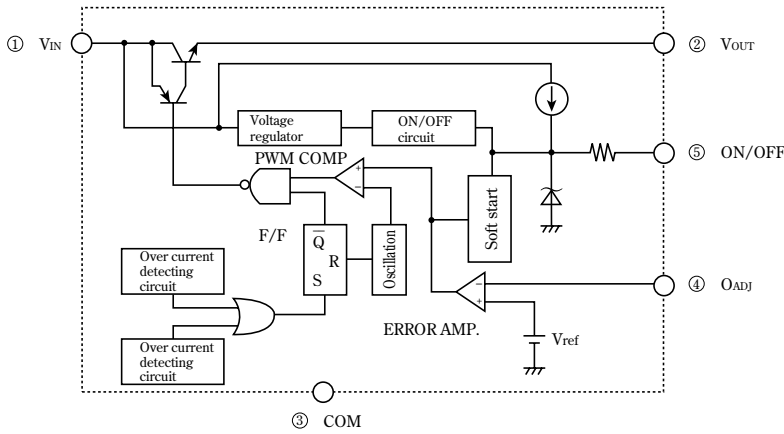 ① VIN
② VOUT
Voltage
regulator
ON/OFF
circuit
⑤ ON/OFF
PWM COMP
+
−
Soft start
F/F
Q
R
S
Oscillation
Over current
detecting
circuit
④ OADJ
−
+
ERROR AMP.
Vref
Over current
detecting
circuit
③ COM